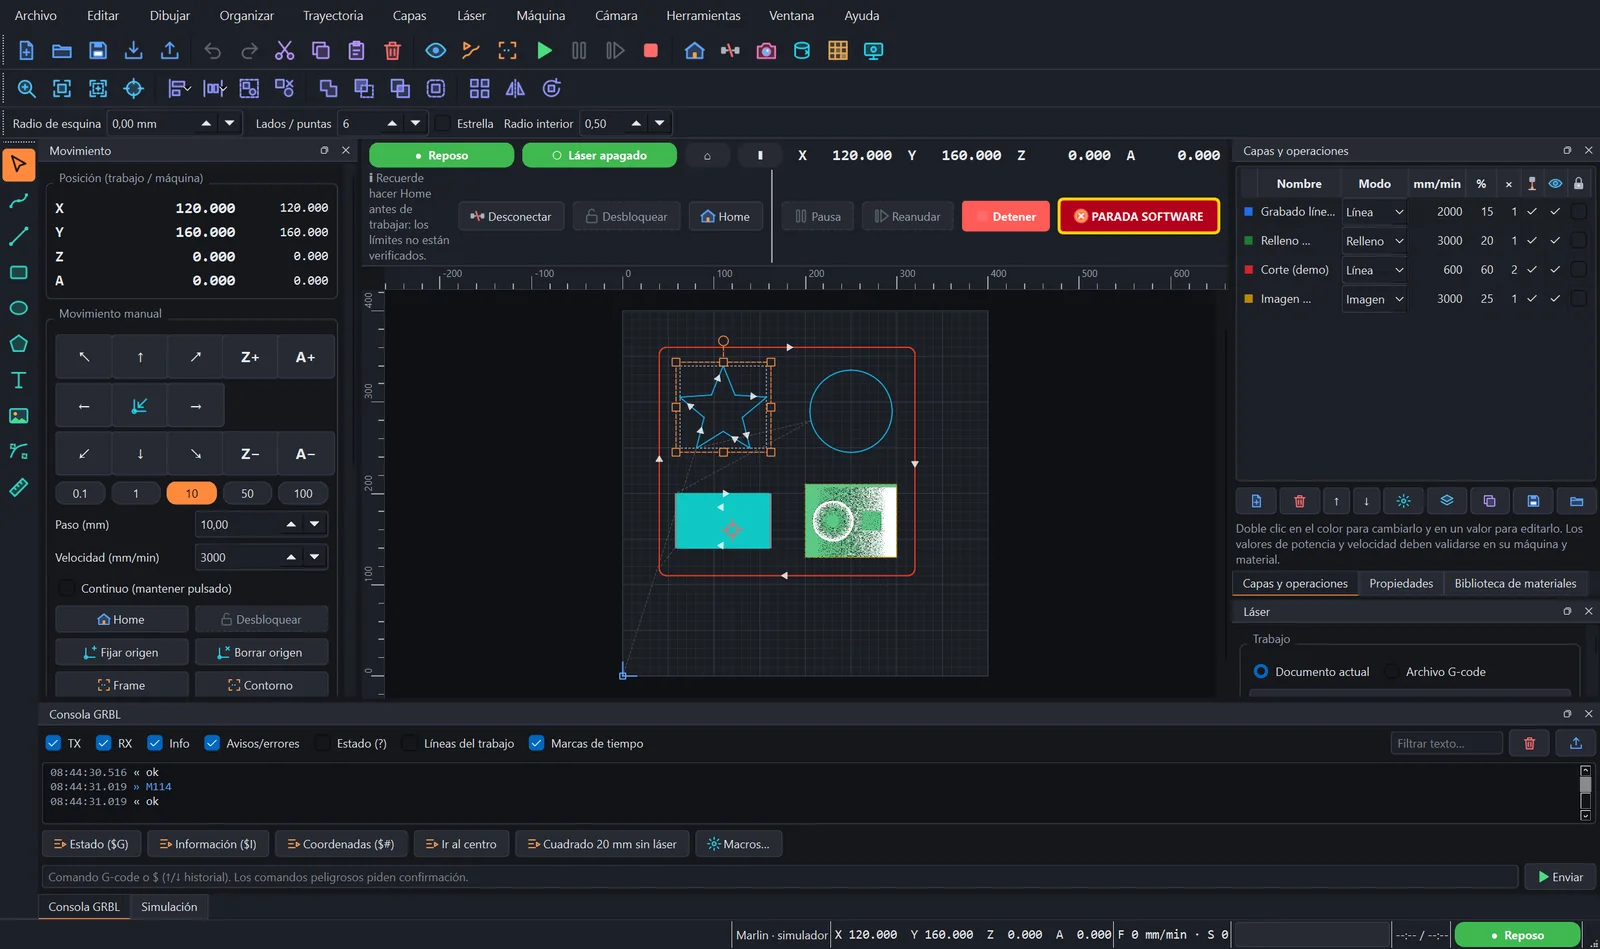 Archivo Editar Dibujar Organizar Trayectoria Capas Láser Máquina Cámara Herramientas Ventana Ayuda
Radio de esquina 0,00 mm Lados / puntas 6 Estrella Radio interior 0,50
Movimiento
Posición (trabajo / máquina)
X 120.000 120.000
Y 160.000 160.000
Z 0.000 0.000
A 0.000 0.000
Movimiento manual
↖ ↑ ↗ Z+ A+
← →
↙ ↓ ↘ Z− A−
0.1 1 10 50 100
Paso (mm) 10,00
Velocidad (mm/min) 3000
Continuo (mantener pulsado)
Home Desbloquear
Fijar origen Borrar origen
Frame Contorno
● Reposo ○ Láser apagado X 120.000 Y 160.000 Z 0.000 A 0.000
ℹ Recuerde
hacer Home
antes de
trabajar: los
límites no están
verificados.
Desconectar Desbloquear Home Pausa Reanudar Detener PARADA SOFTWARE
-200 -100 0 100 200 300 400 500 600
400
300
200
100
0
Capas y operaciones
Nombre Modo mm/min % ×
Grabado líne... Línea 2000 15 1 ✓ ✓
Relleno ... Relleno 3000 20 1 ✓ ✓
Corte (demo) Línea 600 60 2 ✓ ✓
Imagen ... Imagen 3000 25 1 ✓ ✓
Doble clic en el color para cambiarlo y en un valor para editarlo. Los
valores de potencia y velocidad deben validarse en su máquina y
material.
Capas y operaciones Propiedades Biblioteca de materiales
Láser
Trabajo
Documento actual Archivo G-code
Consola GRBL
TX RX Info Avisos/errores Estado (?) Líneas del trabajo Marcas de tiempo Filtrar texto...
08:44:30.516 « ok
08:44:31.019 » M114
08:44:31.019 « ok
Estado ($G) Información ($I) Coordenadas ($#) Ir al centro Cuadrado 20 mm sin láser Macros...
Comando G-code o $ (↑/↓ historial). Los comandos peligrosos piden confirmación. Enviar
Consola GRBL Simulación
Marlin · simulador X 120.000 Y 160.000 Z 0.000 A 0.000 F 0 mm/min · S 0 --:-- / --:-- ● Reposo